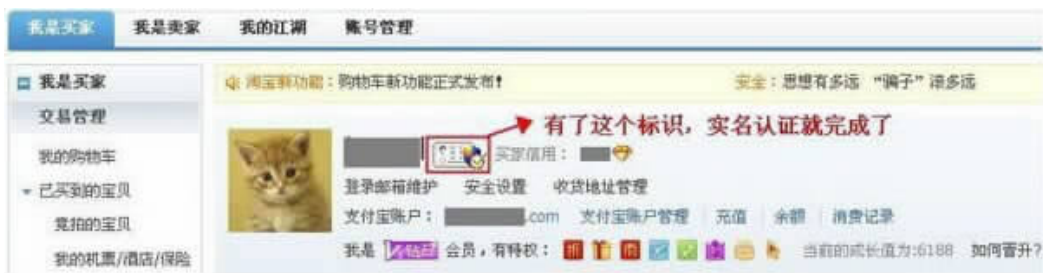 我是买家 我是卖家 我的江湖 账号管理
我是买家
淘宝新功能：购物车新功能正式发布！ 安全：思想有多远 “骗子”滚多远
交易管理
有了这个标识，实名认证就完成了
我的购物车
买家信用：
已买到的宝贝
登录邮箱维护 安全设置 收货地址管理
竞拍的宝贝
支付宝账户： .com 支付宝账户管理 充值 余额 消费记录
我的机票/酒店/保险
我是 会员，有特权： 当前的成长值为:6188 如何晋升?